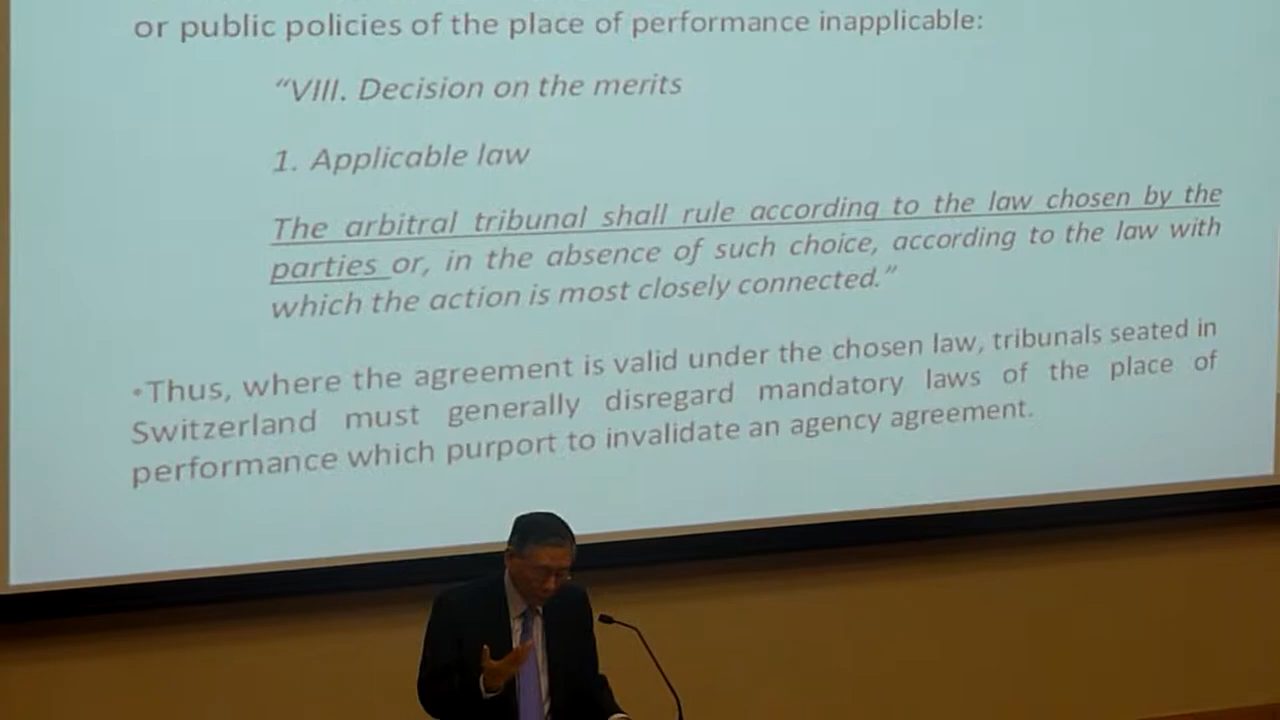 or public policies of the place of performance inapplicable:
“VIII. Decision on the merits
1. Applicable law
The arbitral tribunal shall rule according to the law chosen by the
parties or, in the absence of such choice, according to the law with
which the action is most closely connected.”
•Thus, where the agreement is valid under the chosen law, tribunals seated in
Switzerland must generally disregard mandatory laws of the place of
performance which purport to invalidate an agency agreement.